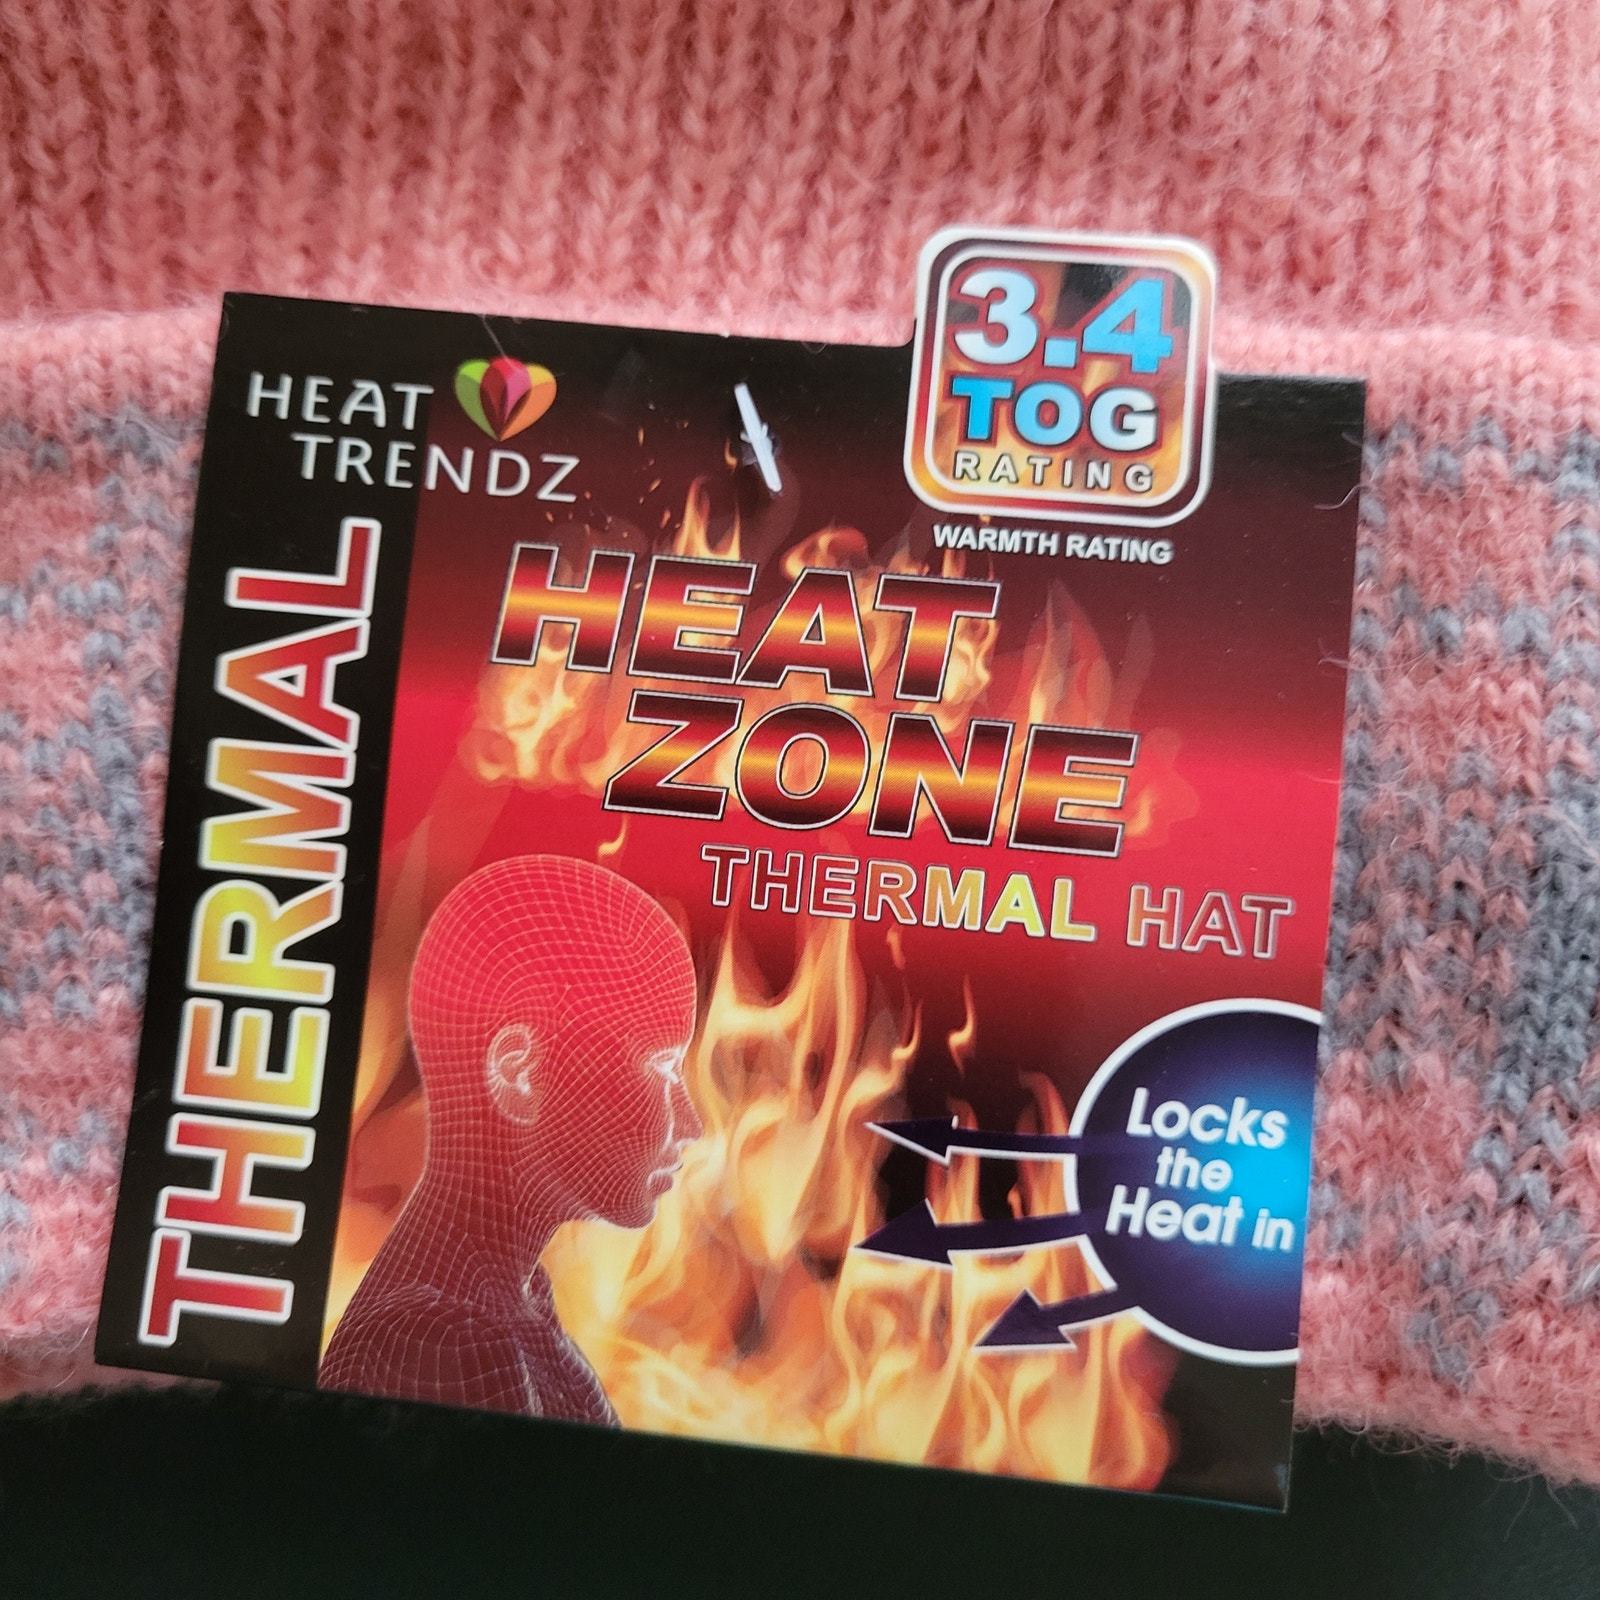 HEAT
TRENDZ
THERMAL
3.4
TOG
RATING
WARMTH RATING
HEAT
ZONE
THERMAL HAT
Locks
the
Heat in